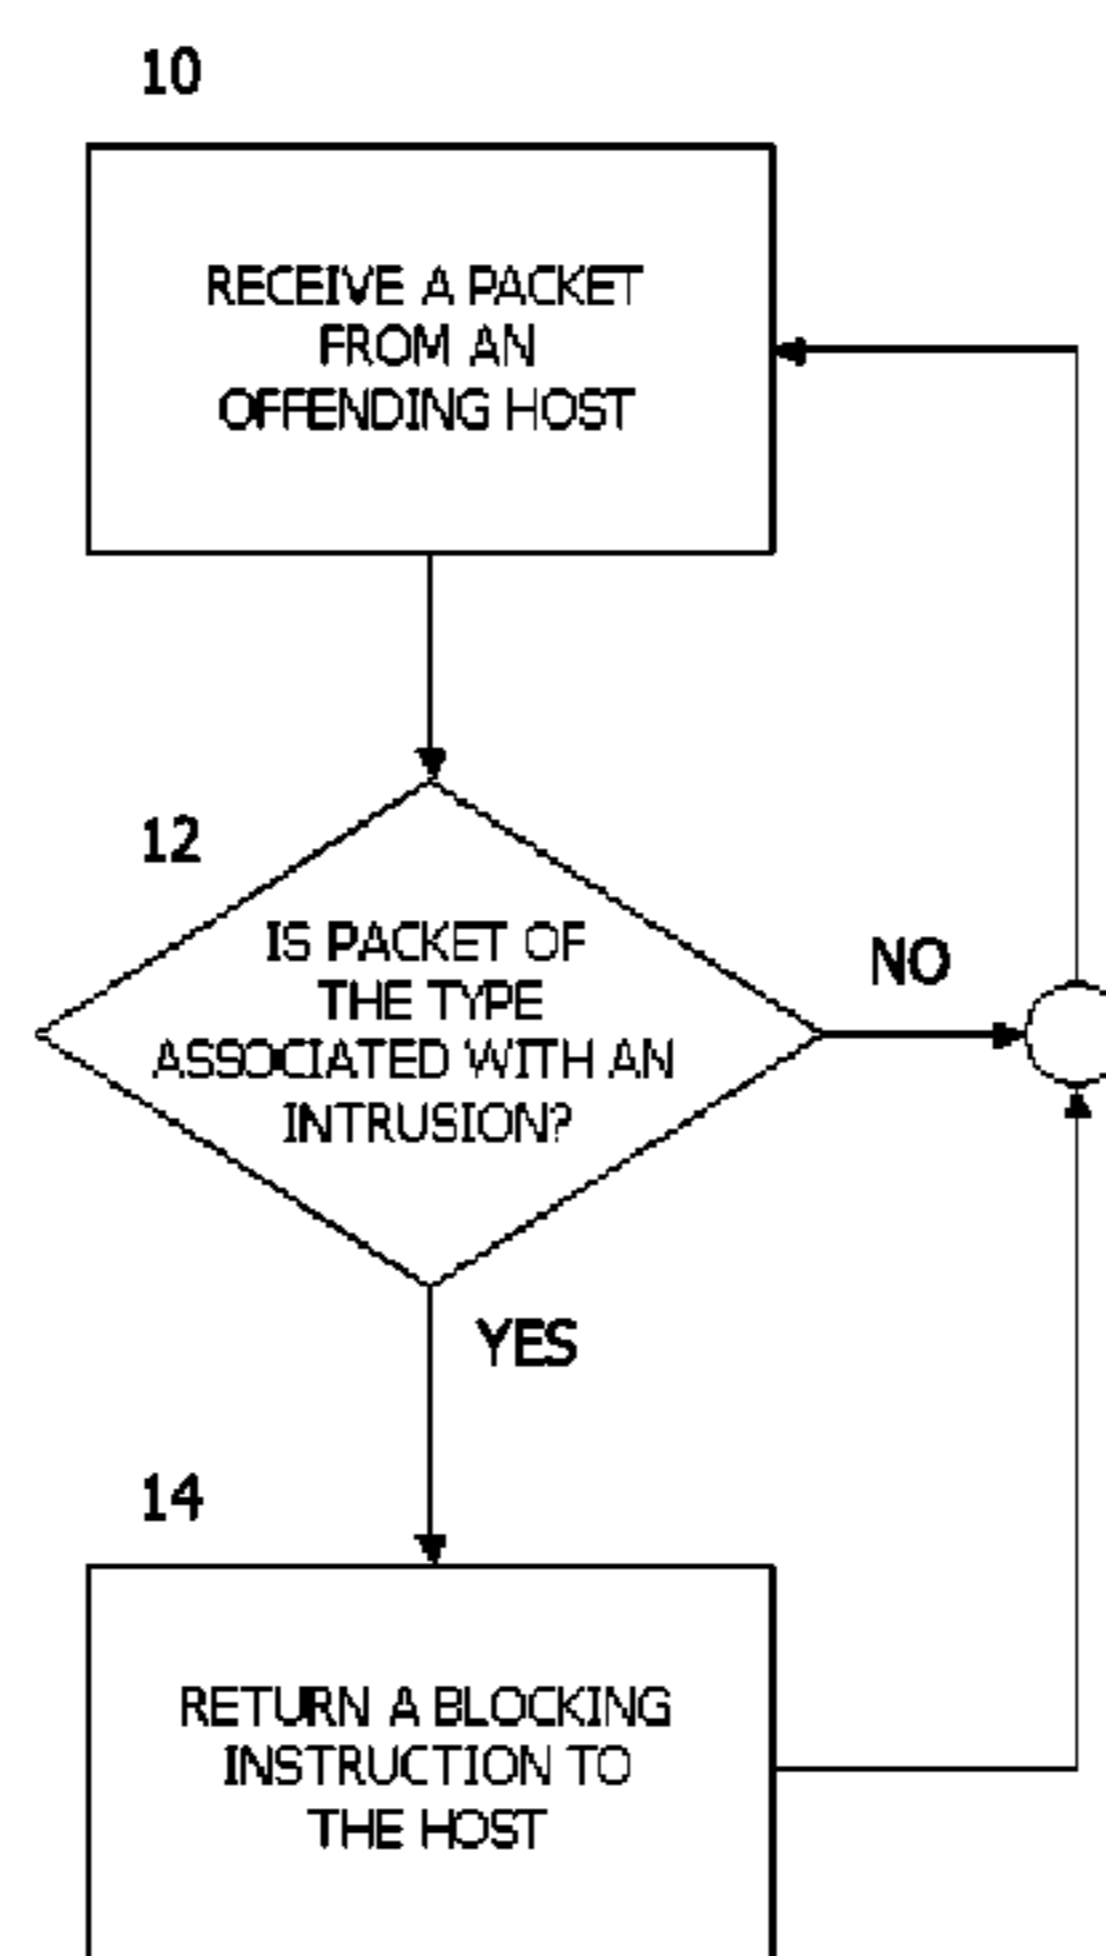 10
RECEIVE A PACKET
FROM AN
OFFENDING HOST
12
IS PACKET OF
THE TYPE
ASSOCIATED WITH AN
INTRUSION?
NO
YES
14
RETURN A BLOCKING
INSTRUCTION TO
THE HOST